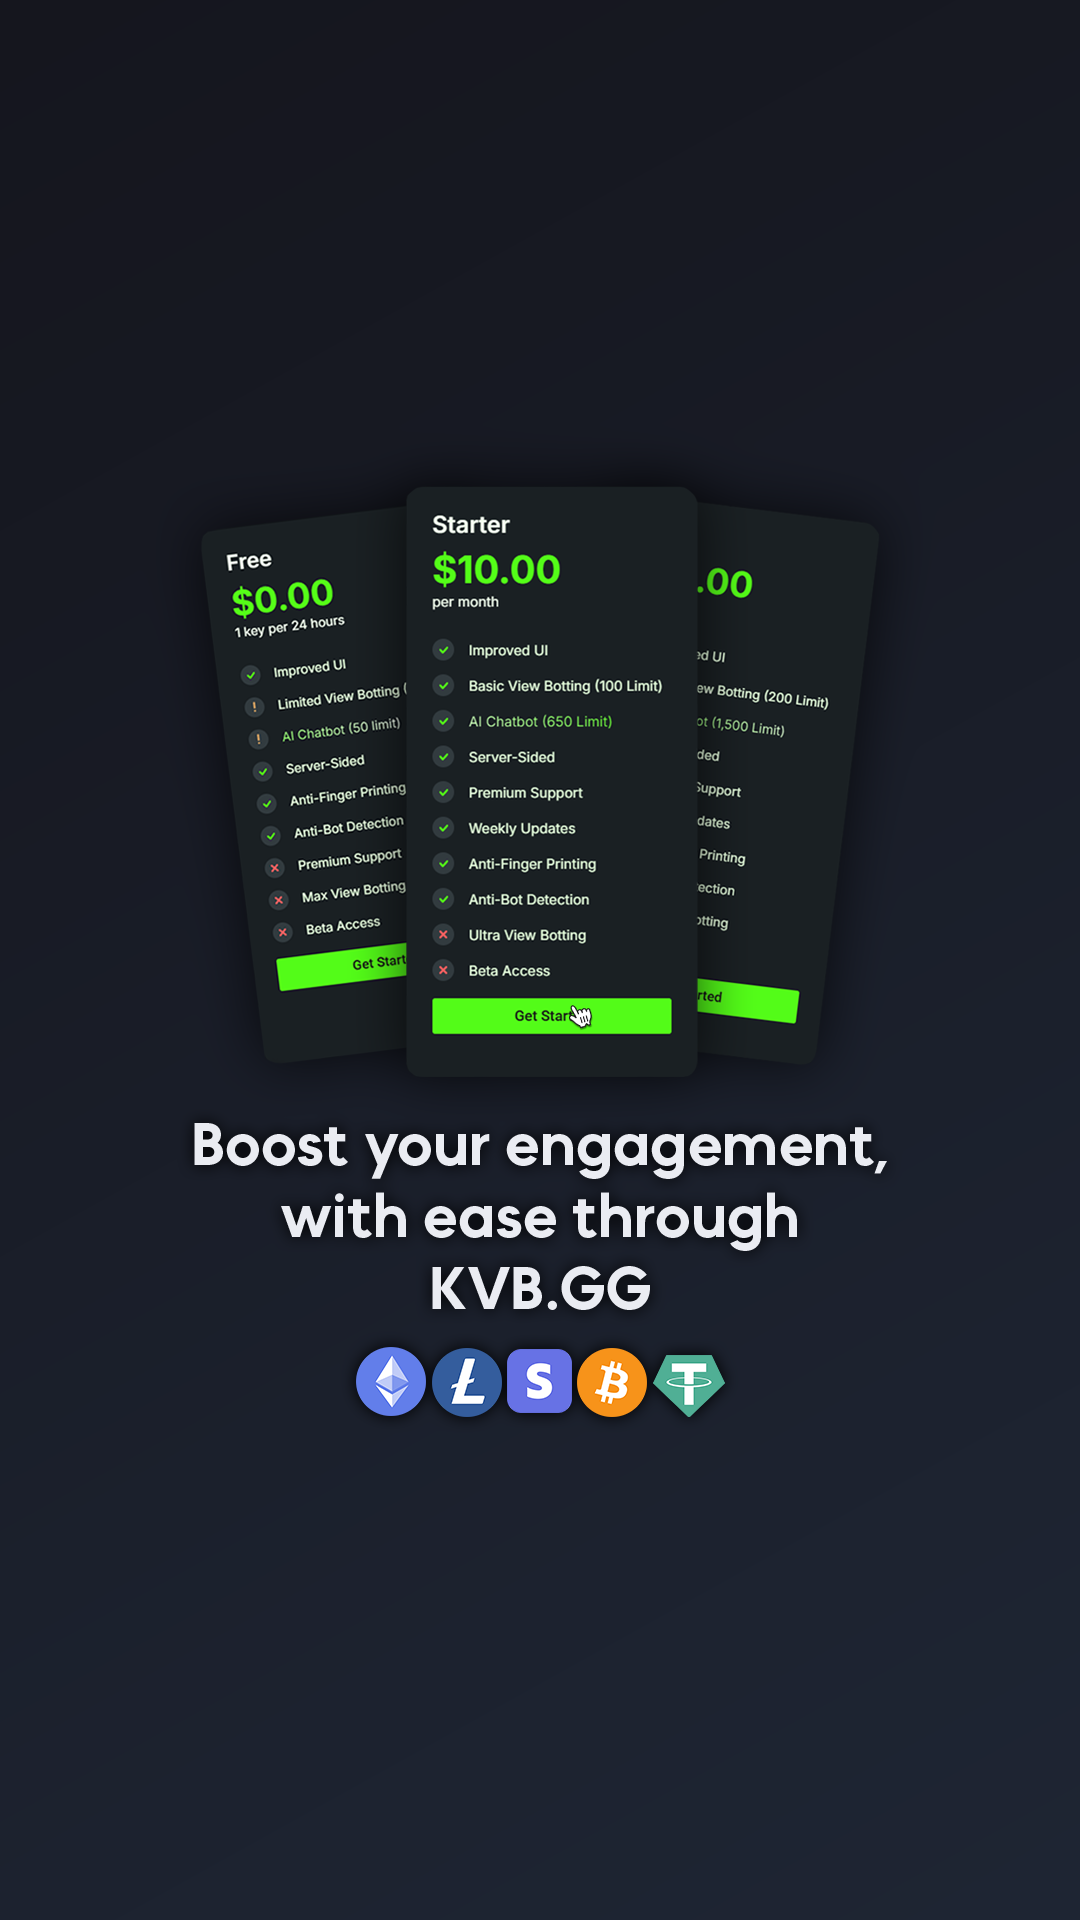 Free
$0.00
1 key per 24 hours
Improved UI
Limited View Botting (
AI Chatbot (50 limit)
Server-Sided
Anti-Finger Printing
Anti-Bot Detection
Premium Support
Max View Botting
Beta Access
Get Start
Starter
$10.00
per month
Improved UI
Basic View Botting (100 Limit)
AI Chatbot (650 Limit)
Server-Sided
Premium Support
Weekly Updates
Anti-Finger Printing
Anti-Bot Detection
Ultra View Botting
Beta Access
Get Star
.00
ed UI
ew Botting (200 Limit)
ot (1,500 Limit)
ded
Support
dates
Printing
ection
otting
rted
Boost your engagement,
with ease through
KVB.GG